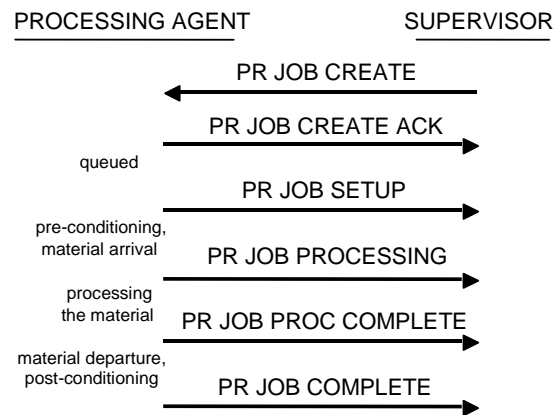 PROCESSING AGENT
SUPERVISOR
PR JOB CREATE
PR JOB CREATE ACK
queued
PR JOB SETUP
pre-conditioning,
material arrival
PR JOB PROCESSING
processing
the material
PR JOB PROC COMPLETE
material departure,
post-conditioning
PR JOB COMPLETE